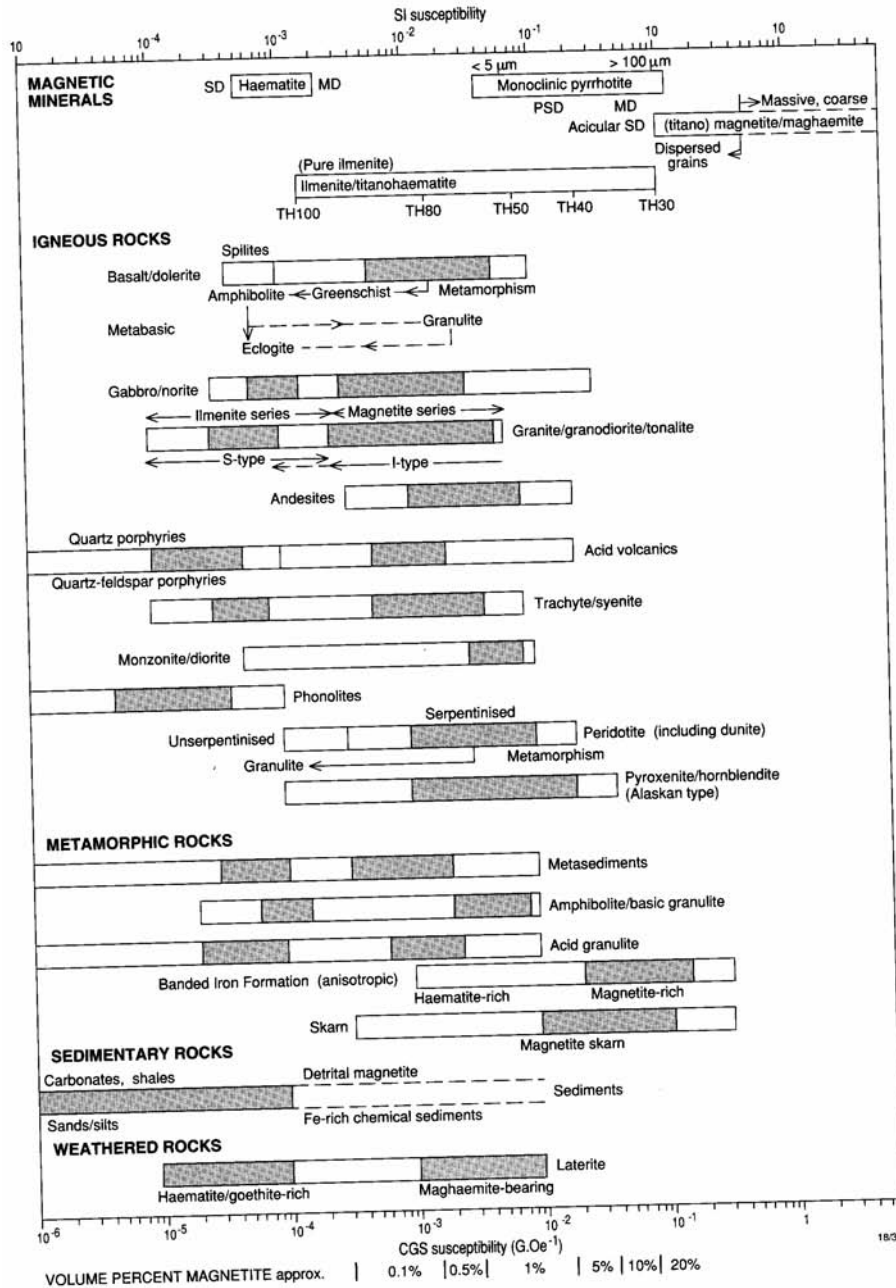 SI susceptibility
10 10⁻⁴ 10⁻³ 10⁻² 10⁻¹ 10 10
MAGNETIC MINERALS
SD Haematite MD
< 5 µm > 100 µm
Monoclinic pyrrhotite
PSD MD
Massive, coarse
Acicular SD (titano) magnetite/maghaemite
Dispersed grains
(Pure ilmenite)
Ilmenite/titanohaematite
TH100 TH80 TH50 TH40 TH30
IGNEOUS ROCKS
Spilites
Basalt/dolerite
Amphibolite Greenschist Metamorphism
Metabasic Granulite
Eclogite
Gabbro/norite
Ilmenite series Magnetite series
Granite/granodiorite/tonalite
S-type I-type
Andesites
Quartz porphyries
Acid volcanics
Quartz-feldspar porphyries
Trachyte/syenite
Monzonite/diorite
Phonolites
Serpentinised
Unserpentinised Peridotite (including dunite)
Granulite Metamorphism
Pyroxenite/hornblendite
(Alaskan type)
METAMORPHIC ROCKS
Metasediments
Amphibolite/basic granulite
Acid granulite
Banded Iron Formation (anisotropic)
Haematite-rich Magnetite-rich
Skarn
Magnetite skarn
SEDIMENTARY ROCKS
Carbonates, shales Detrital magnetite
Sediments
Sands/silts Fe-rich chemical sediments
WEATHERED ROCKS
Laterite
Haematite/goethite-rich Maghaemite-bearing
10⁻⁶ 10⁻⁵ 10⁻⁴ 10⁻³ 10⁻² 10⁻¹ 1
CGS susceptibility (G.Oe⁻¹)
18/3
VOLUME PERCENT MAGNETITE approx. | 0.1% | 0.5% | 1% | 5% | 10% | 20%